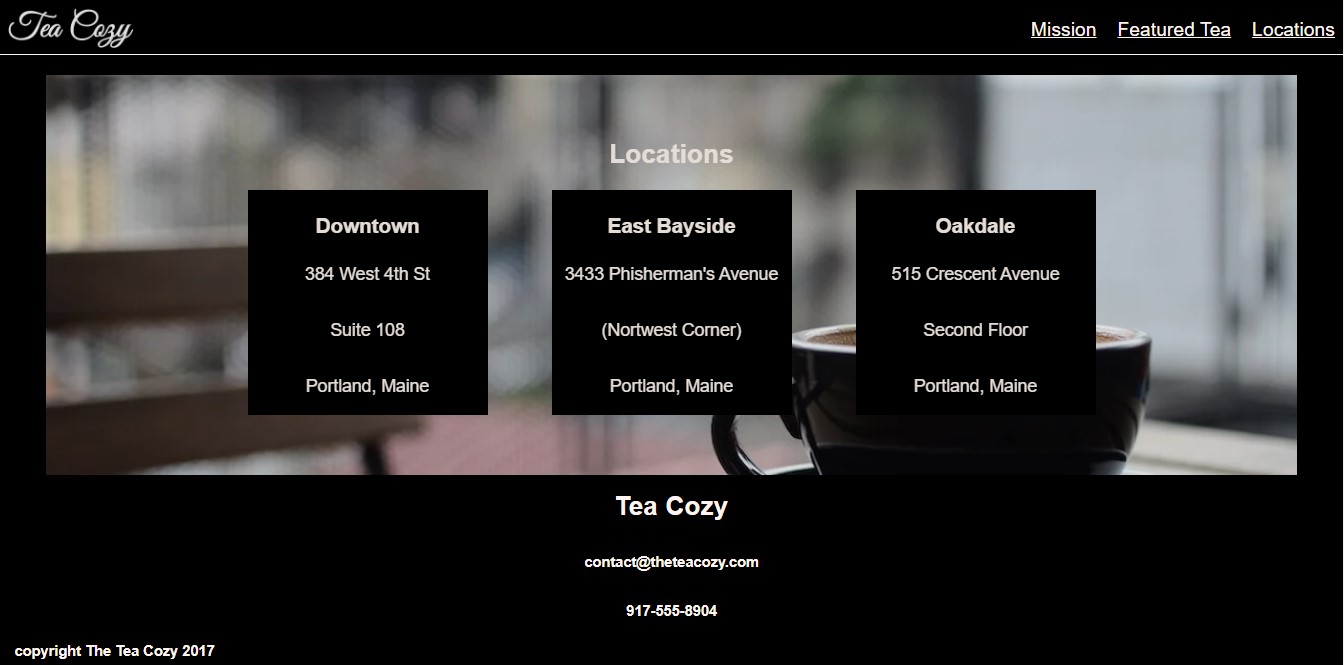 Tea Cozy
Mission Featured Tea Locations
Locations
Downtown
384 West 4th St
Suite 108
Portland, Maine
East Bayside
3433 Phisherman's Avenue
(Nortwest Corner)
Portland, Maine
Oakdale
515 Crescent Avenue
Second Floor
Portland, Maine
Tea Cozy
contact@theteacozy.com
917-555-8904
copyright The Tea Cozy 2017